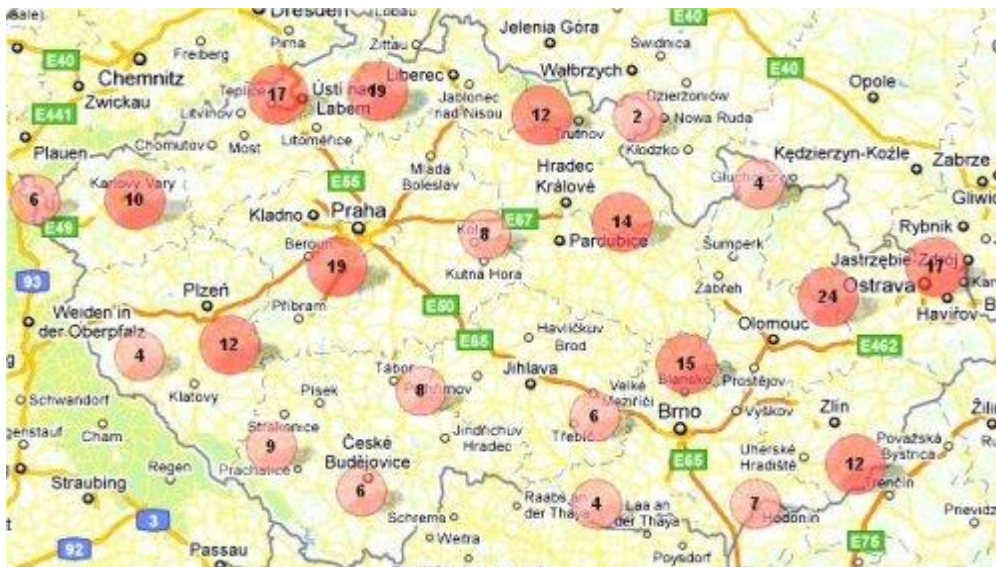 Dresden
Löbau
E40
Freiberg
Pirna
Zittau
Jelenia Góra
Świdnica
Chemnitz
Liberec
Wałbrzych
E40
Zwickau
Teplice
17
Ústí nad
Labem
19
Jablonec
nad Nisou
12
Dzierżoniów
Opole
E441
Litvínov
Litoměřice
Trutnov
2
Nowa Ruda
Plauen
Chomutov
Most
Mladá
Boleslav
Hradec
Králové
Kłodzko
Kędzierzyn-Koźle
Zabrze
E55
4
Gliwice
6
Karlovy Vary
10
Kladno
Praha
E67
14
Pardubice
Rybnik
E49
Beroun
8
Kutná Hora
Šumperk
Jastrzębie-Zdrój
17
93
19
Zábřeh
24
Ostrava
Plzeň
Příbram
E50
Havířov
Weiden in
der Oberpfalz
12
E65
Havlíčkův
Brod
Olomouc
E462
4
Klatovy
Písek
Tábor
8
Pelhřimov
Jihlava
15
Blansko
Prostějov
Schwandorf
Strakonice
Velké
Meziříčí
6
Brno
Vyškov
Zlín
Cham
9
České
Budějovice
Jindřichův
Hradec
Třebíč
Považská
Bystrica
Regen
Prachatice
E65
Uherské
Hradiště
12
Straubing
6
Raabs an
der Thaya
4
Laa an
der Thaya
7
Hodonín
Trenčín
3
Schrems
Prievidza
92
Passau
Weitra
Poysdorf
E75